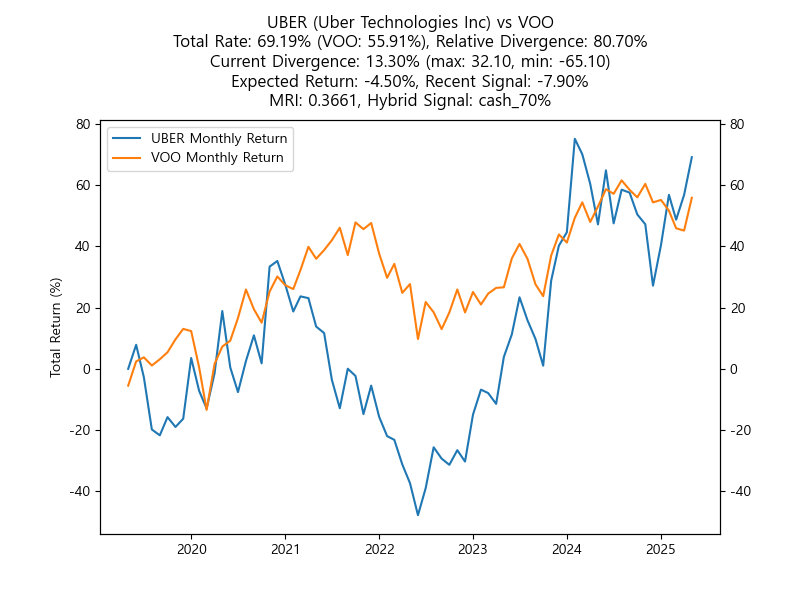 UBER (Uber Technologies Inc) vs VOO
Total Rate: 69.19% (VOO: 55.91%), Relative Divergence: 80.70%
Current Divergence: 13.30% (max: 32.10, min: -65.10)
Expected Return: -4.50%, Recent Signal: -7.90%
MRI: 0.3661, Hybrid Signal: cash_70%
UBER Monthly Return
VOO Monthly Return
Total Return (%)
80
60
40
20
0
-20
-40
80
60
40
20
0
-20
-40
2020
2021
2022
2023
2024
2025